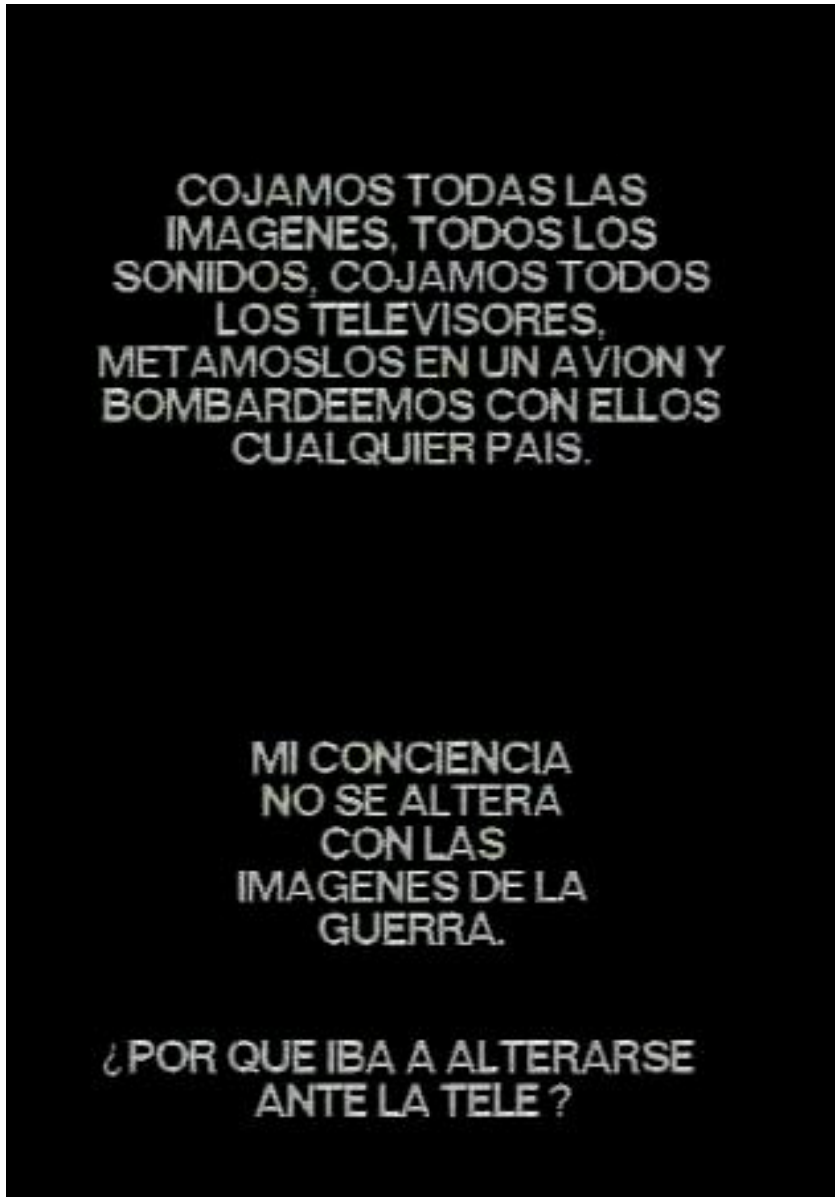 COJAMOS TODAS LAS
IMAGENES, TODOS LOS
SONIDOS, COJAMOS TODOS
LOS TELEVISORES,
METAMOSLOS EN UN AVION Y
BOMBARDEEMOS CON ELLOS
CUALQUIER PAIS.
MI CONCIENCIA
NO SE ALTERA
CON LAS
IMAGENES DE LA
GUERRA.
¿POR QUE IBA A ALTERARSE
ANTE LA TELE ?